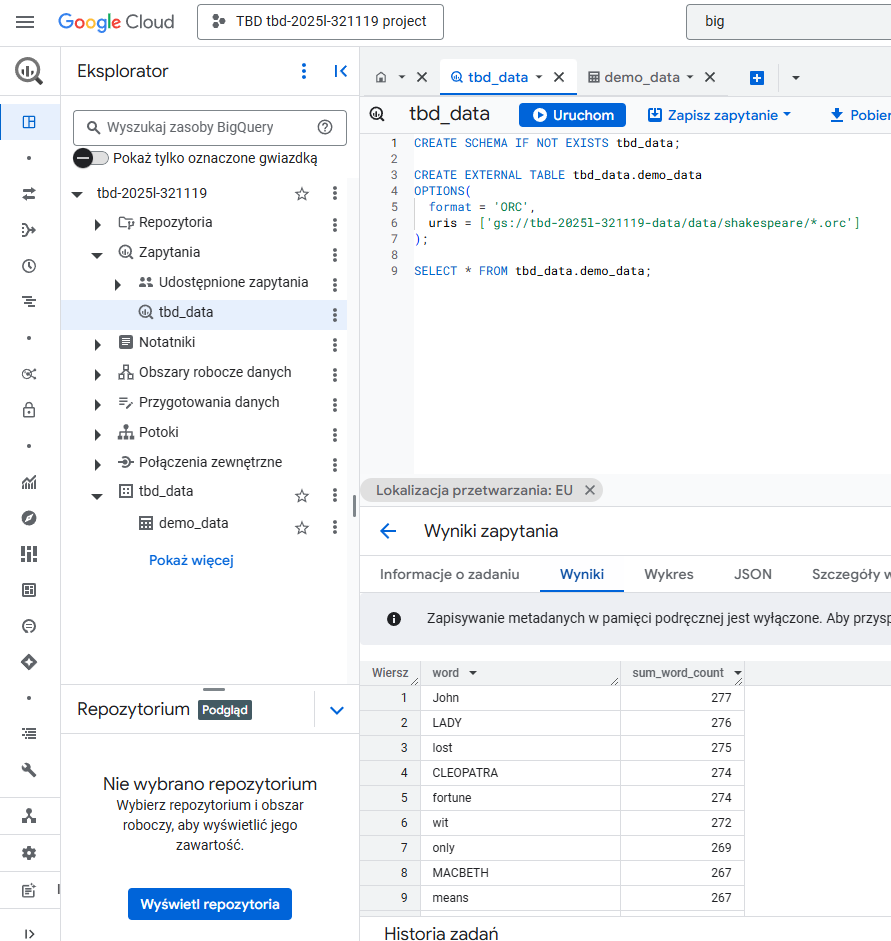 Google Cloud
TBD tbd-2025l-321119 project
big
Eksplorator
Wyszukaj zasoby BigQuery
Pokaż tylko oznaczone gwiazdką
tbd-2025l-321119
Repozytoria
Zapytania
Udostępnione zapytania
tbd_data
Notatniki
Obszary robocze danych
Przygotowania danych
Potoki
Połączenia zewnętrzne
tbd_data
demo_data
Pokaż więcej
Repozytorium Podgląd
Nie wybrano repozytorium
Wybierz repozytorium i obszar
roboczy, aby wyświetlić jego
zawartość.
Wyświetl repozytoria
tbd_data demo_data
tbd_data Uruchom Zapisz zapytanie Pobier
1 CREATE SCHEMA IF NOT EXISTS tbd_data;
2
3 CREATE EXTERNAL TABLE tbd_data.demo_data
4 OPTIONS(
5 format = 'ORC',
6 uris = ['gs://tbd-2025l-321119-data/data/shakespeare/*.orc']
7 );
8
9 SELECT * FROM tbd_data.demo_data;
Lokalizacja przetwarzania: EU
Wyniki zapytania
Informacje o zadaniu Wyniki Wykres JSON Szczegóły w
Zapisywanie metadanych w pamięci podręcznej jest wyłączone. Aby przysp
Wiersz word sum_word_count
1 John 277
2 LADY 276
3 lost 275
4 CLEOPATRA 274
5 fortune 274
6 wit 272
7 only 269
8 MACBETH 267
9 means 267
Historia zadań